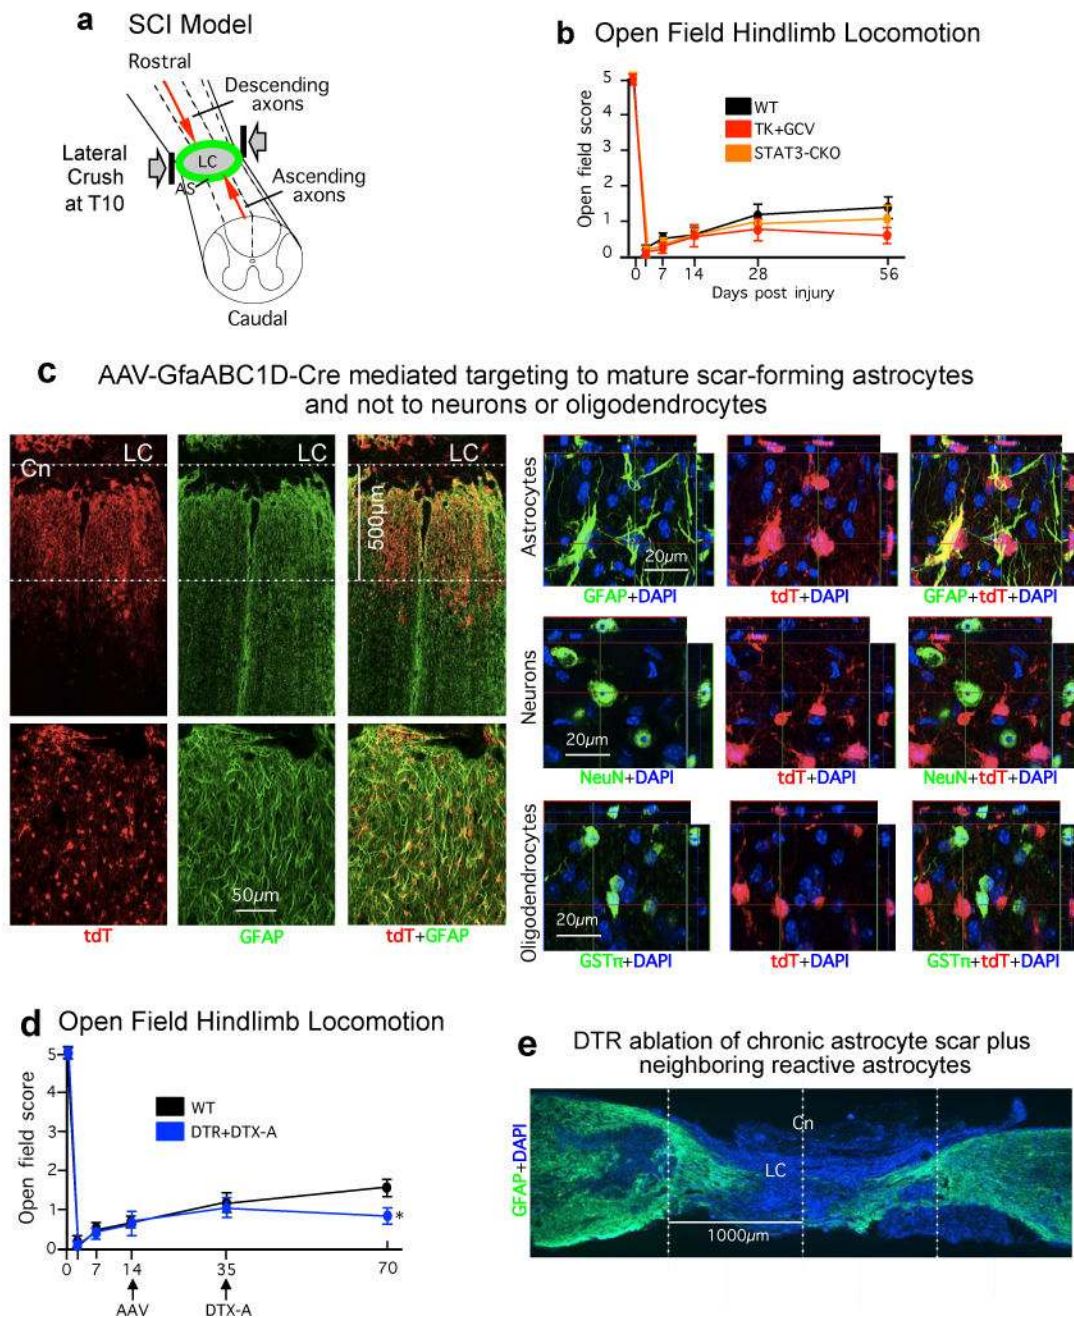 a SCI Model
Rostral
Descending
axons
Lateral
Crush
at T10
LC
AS
Ascending
axons
Caudal
b Open Field Hindlimb Locomotion
Open field score
5
4
3
2
1
0
WT
TK+GCV
STAT3-CKO
0 7 14 28 56
Days post injury
c AAV-GfaABC1D-Cre mediated targeting to mature scar-forming astrocytes
and not to neurons or oligodendrocytes
LC
Cn
LC
LC
500µm
50µm
tdT
GFAP
tdT+GFAP
Astrocytes
20µm
GFAP+DAPI
tdT+DAPI
GFAP+tdT+DAPI
Neurons
20µm
NeuN+DAPI
tdT+DAPI
NeuN+tdT+DAPI
Oligodendrocytes
20µm
GSTπ+DAPI
tdT+DAPI
GSTπ+tdT+DAPI
d Open Field Hindlimb Locomotion
Open field score
5
4
3
2
1
0
WT
DTR+DTX-A
*
0 7 14 35 70
AAV DTX-A
e DTR ablation of chronic astrocyte scar plus
neighboring reactive astrocytes
GFAP+DAPI
Cn
LC
1000µm